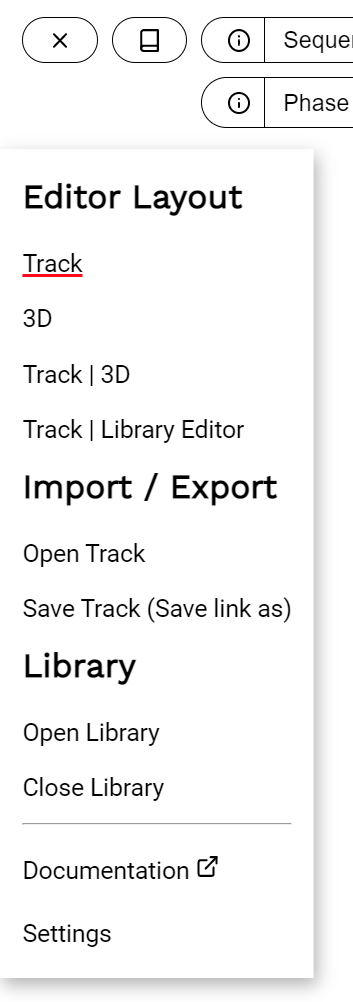 Phase
Editor Layout
Track
3D
Track | 3D
Track | Library Editor
Import / Export
Open Track
Save Track (Save link as)
Library
Open Library
Close Library
Documentation
Settings